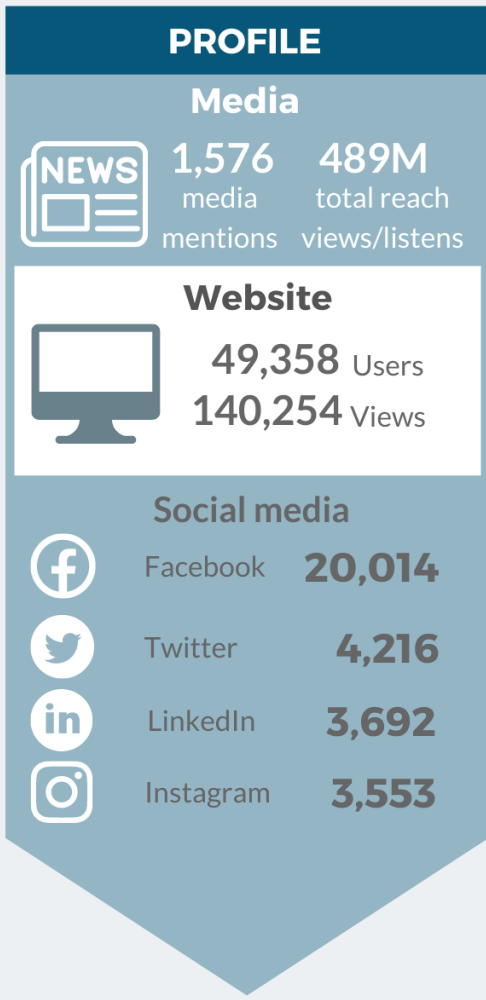 PROFILE
Media
NEWS
1,576 489M
media total reach
mentions views/listens
Website
49,358 Users
140,254 Views
Social media
Facebook 20,014
Twitter 4,216
in LinkedIn 3,692
Instagram 3,553